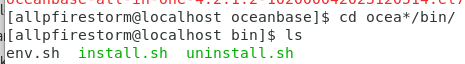 [allpfirestorm@localhost oceanbase]$ cd ocea*/bin/
[allpfirestorm@localhost bin]$ ls
env.sh install.sh uninstall.sh